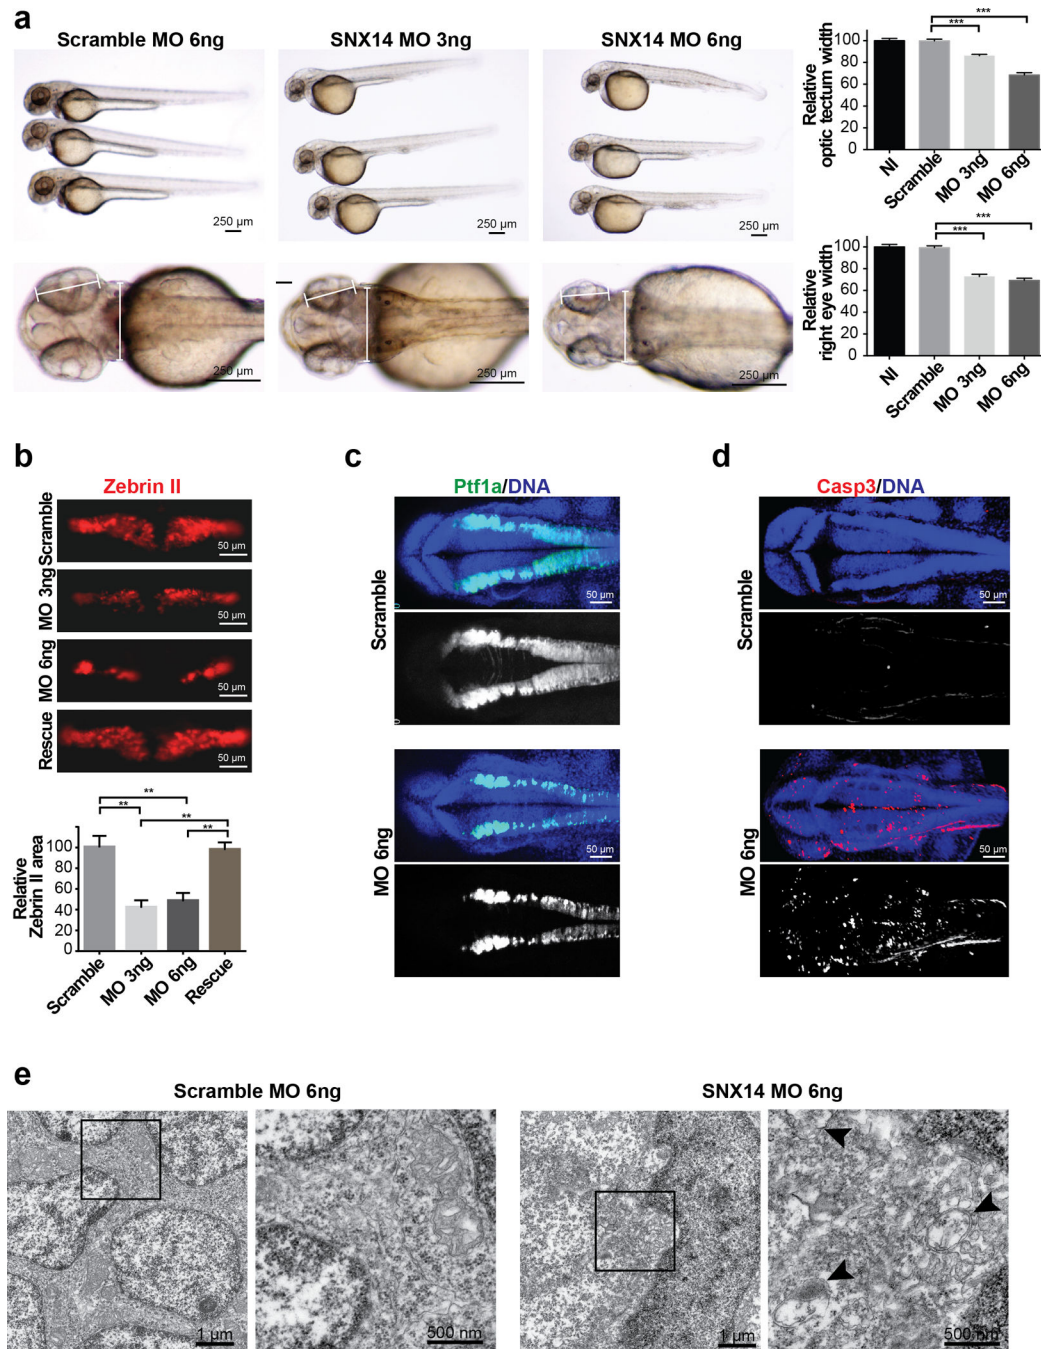 a
Scramble MO 6ng
SNX14 MO 3ng
SNX14 MO 6ng
250 µm
250 µm
250 µm
250 µm
250 µm
250 µm
***
***
Relative
optic tectum width
100
80
60
40
20
0
NI
Scramble
MO 3ng
MO 6ng
***
***
Relative
right eye width
100
80
60
40
20
0
NI
Scramble
MO 3ng
MO 6ng
b
Zebrin II
Scramble
50 µm
MO 3ng
50 µm
MO 6ng
50 µm
Rescue
50 µm
**
**
**
**
Relative
Zebrin II area
100
80
60
40
20
0
Scramble
MO 3ng
MO 6ng
Rescue
c
Ptf1a/DNA
Scramble
50 µm
MO 6ng
50 µm
d
Casp3/DNA
Scramble
50 µm
MO 6ng
50 µm
e
Scramble MO 6ng
SNX14 MO 6ng
1 µm
500 nm
1 µm
500 nm